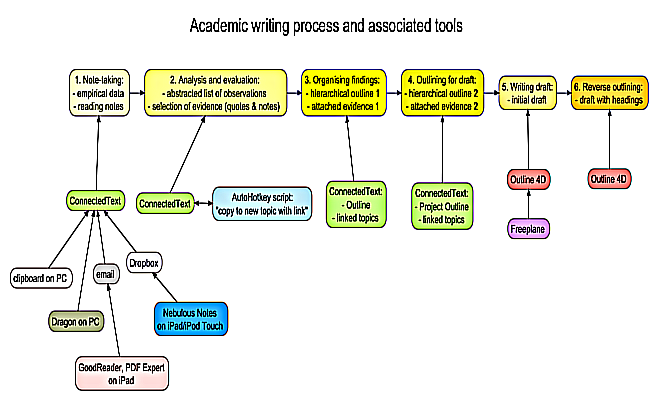 Academic writing process and associated tools
1. Note-taking:
- empirical data
- reading notes
2. Analysis and evaluation:
- abstracted list of observations
- selection of evidence (quotes & notes)
3. Organising findings:
- hierarchical outline 1
- attached evidence 1
4. Outlining for draft:
- hierarchical outline 2
- attached evidence 2
5. Writing draft:
- initial draft
6. Reverse outlining:
- draft with headings
ConnectedText
ConnectedText
AutoHotkey script:
"copy to new topic with link"
ConnectedText:
- Outline
- linked topics
ConnectedText:
- Project Outline
- linked topics
Outline 4D
Outline 4D
Freeplane
clipboard on PC
email
Dropbox
Dragon on PC
Nebulous Notes
on iPad/iPod Touch
GoodReader, PDF Expert
on iPad